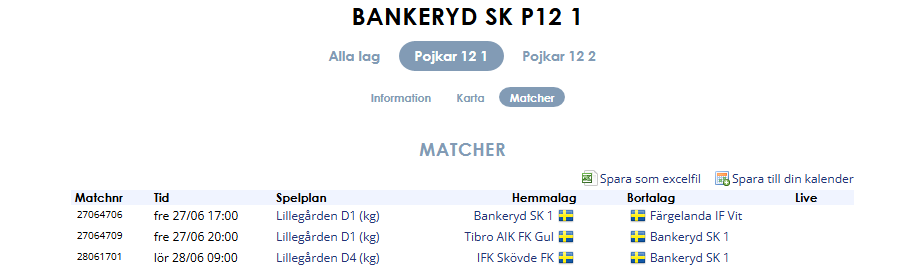 BANKERYD SK P12 1
Alla lag Pojkar 12 1 Pojkar 12 2
Information Karta Matcher
MATCHER
Spara som excelfil Spara till din kalender
Matchnr Tid Spelplan Hemmalag Bortalag Live
27064706 fre 27/06 17:00 Lillegården D1 (kg) Bankeryd SK 1 Färgelanda IF Vit
27064709 fre 27/06 20:00 Lillegården D1 (kg) Tibro AIK FK Gul Bankeryd SK 1
28061701 lör 28/06 09:00 Lillegården D4 (kg) IFK Skövde FK Bankeryd SK 1